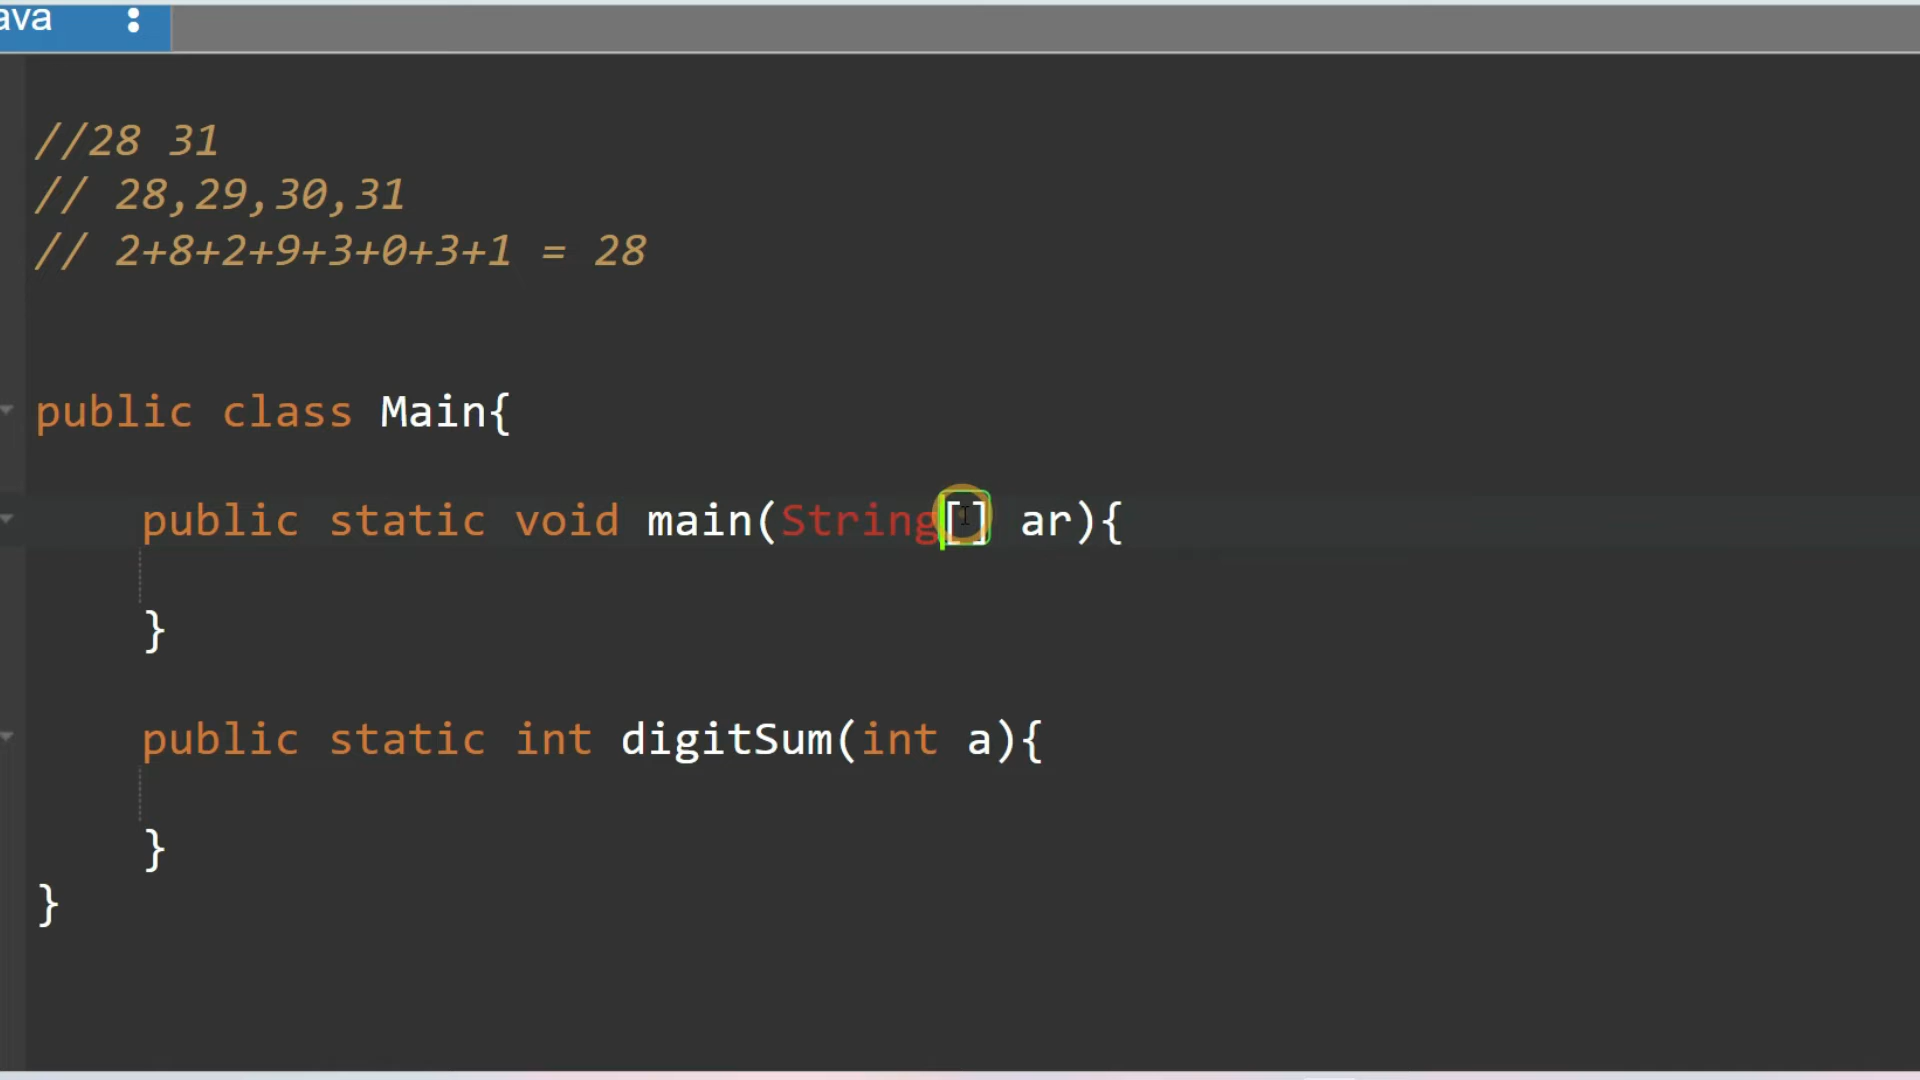 ava
//28 31
// 28,29,30,31
// 2+8+2+9+3+0+3+1 = 28
public class Main{
public static void main(String[] ar){
}
public static int digitSum(int a){
}
}